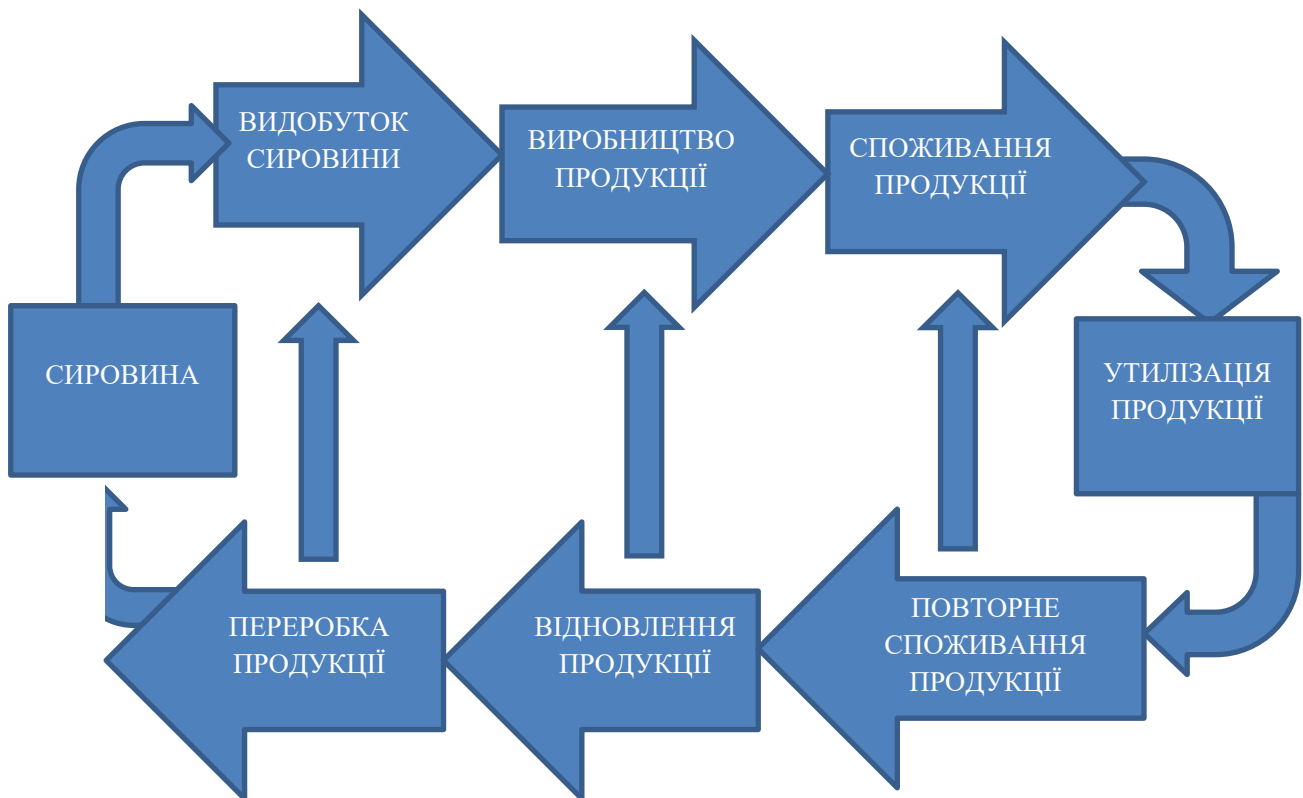 ВИДОБУТОК
СИРОВИНИ
ВИРОБНИЦТВО
ПРОДУКЦІЇ
СПОЖИВАННЯ
ПРОДУКЦІЇ
СИРОВИНА
УТИЛІЗАЦІЯ
ПРОДУКЦІЇ
ПЕРЕРОБКА
ПРОДУКЦІЇ
ВІДНОВЛЕННЯ
ПРОДУКЦІЇ
ПОВТОРНЕ
СПОЖИВАННЯ
ПРОДУКЦІЇ